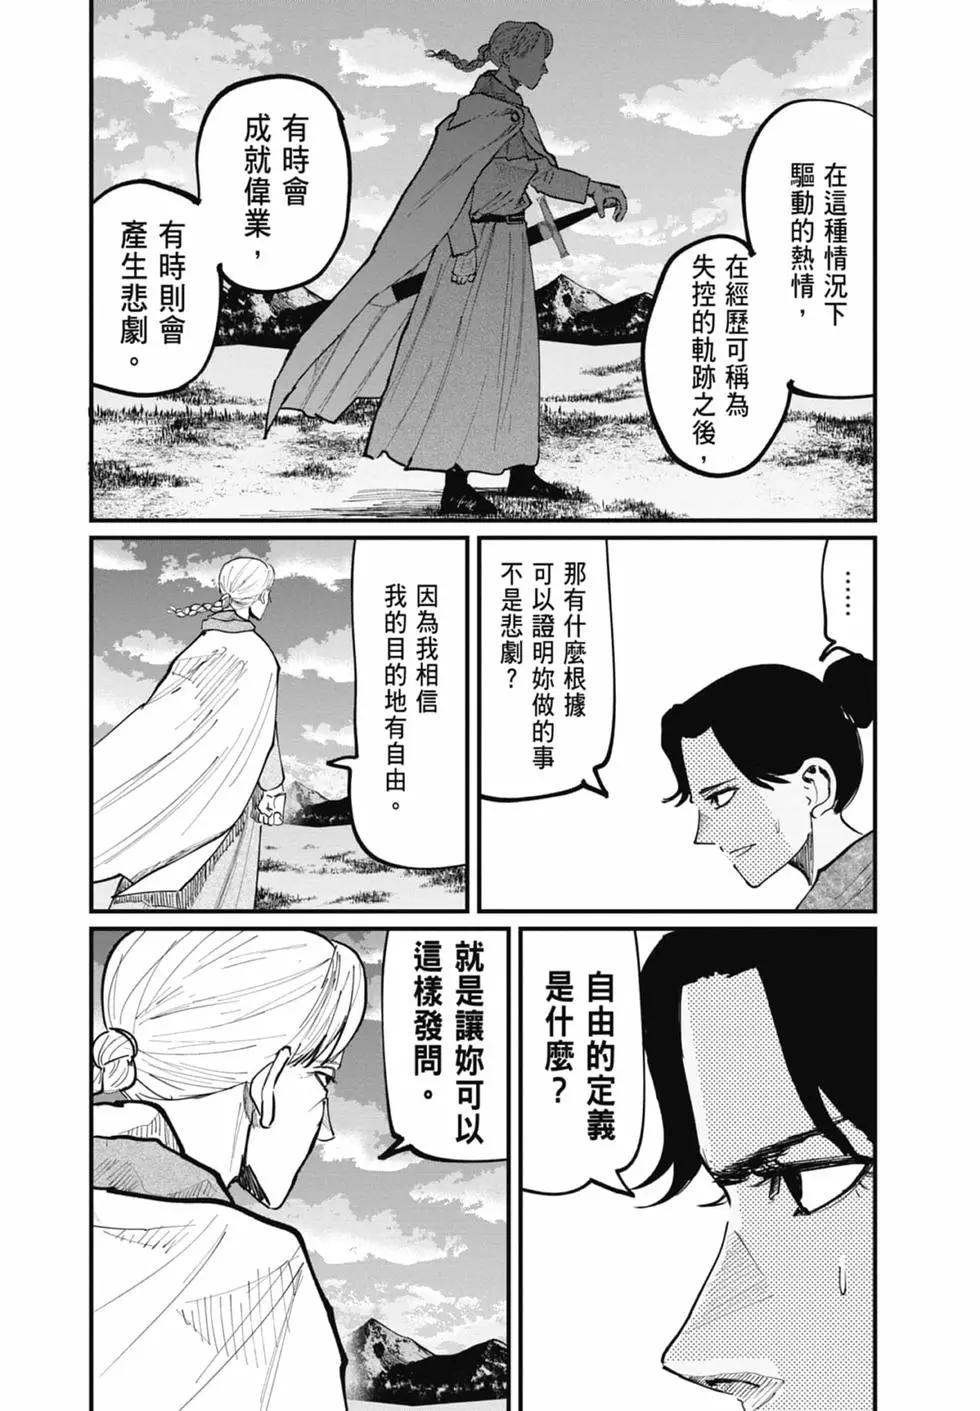 在這種情況下
驅動的熱情，
在經歷可稱為
失控的軌跡之後，
有時會
成就偉業，
有時則會
產生悲劇。
……
那有什麼根據
可以證明妳做的事
不是悲劇？
因為我相信
我的目的地有自由。
自由的定義
是什麼？
就是讓妳可以
這樣發問。